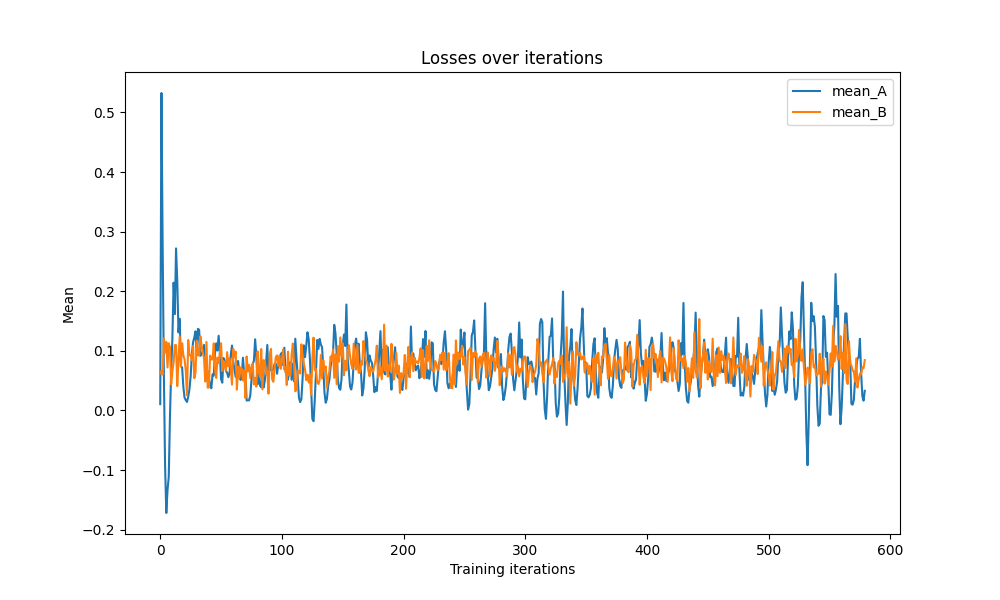 Losses over iterations
mean_A
mean_B
Mean
0.5
0.4
0.3
0.2
0.1
0.0
−0.1
−0.2
0 100 200 300 400 500 600
Training iterations